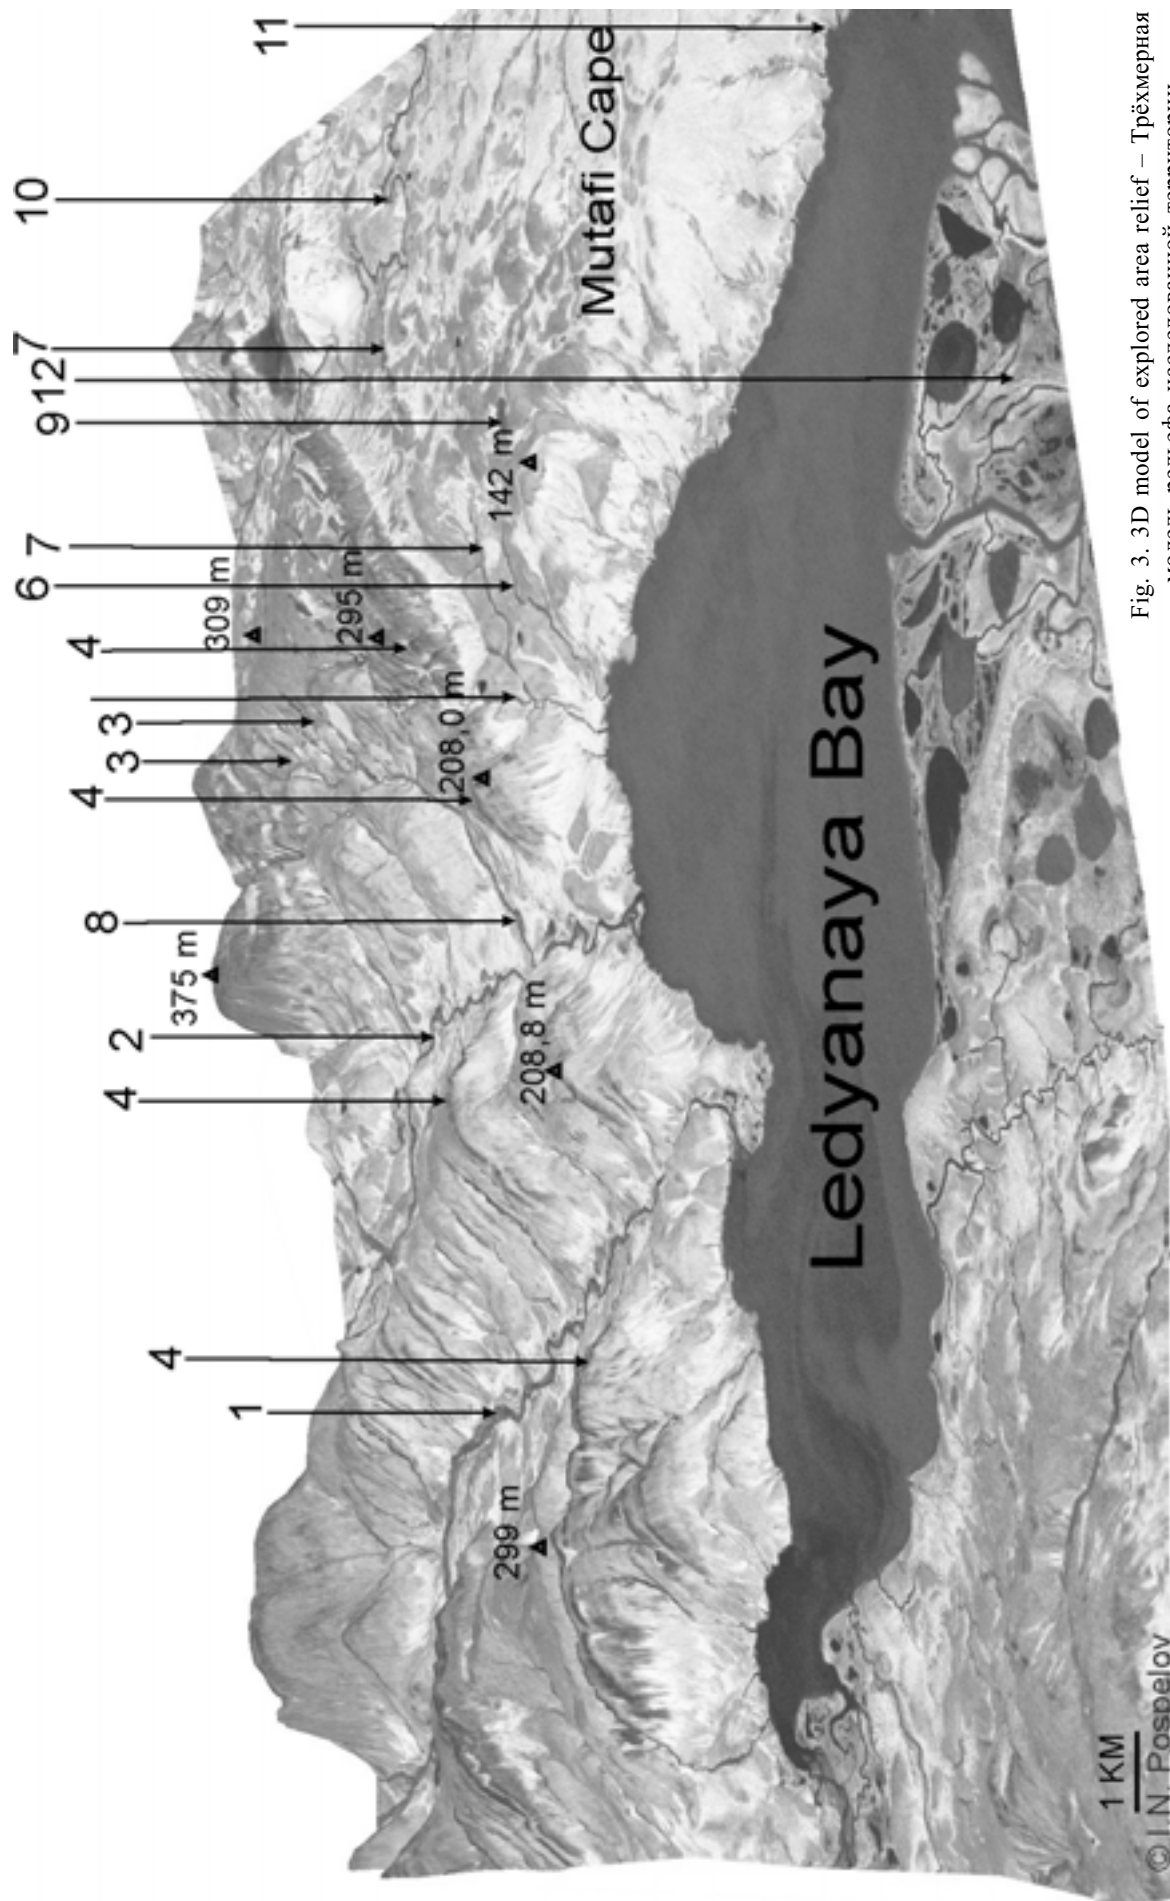 6 7 9 12 7 10
4 2 8 4 3 3 4
4
375 m
309 m
1
11
295 m
208,0 m
299 m
142 m
208,8 m
Mutafi Cape
Ledyanaya Bay
1 KM
© I.N. Pospelov
Fig. 3. 3D model of explored area relief – Трёхмерная